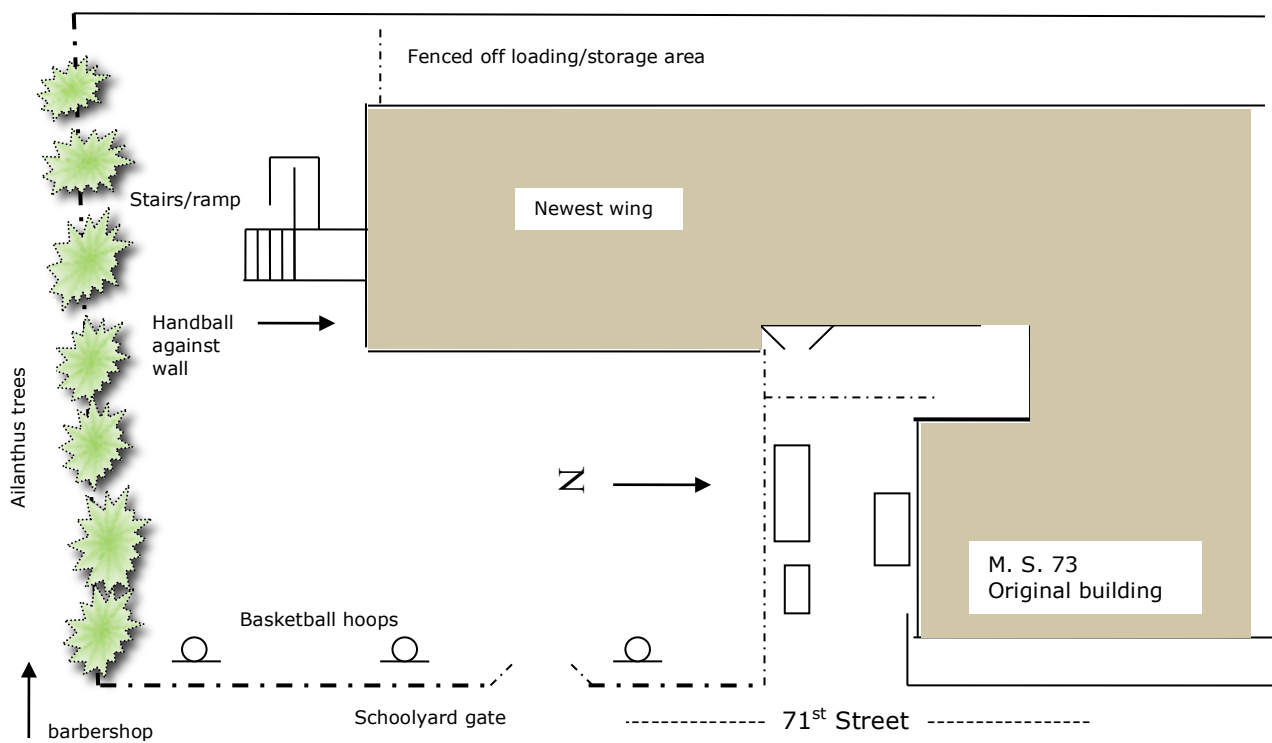 Fenced off loading/storage area
Stairs/ramp
Newest wing
Handball
against
wall
Ailanthus trees
N
M. S. 73
Original building
Basketball hoops
Schoolyard gate
71st Street
barbershop